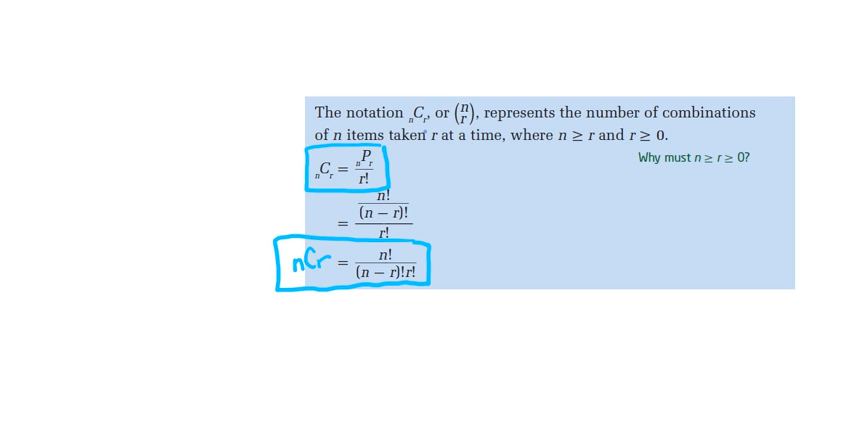 The notation ₙCᵣ, or (n r), represents the number of combinations
of n items taken r at a time, where n ≥ r and r ≥ 0.
Why must n ≥ r ≥ 0?
ₙCᵣ = ₙPᵣ / r!
= n! / (n − r)! / r!
nCr = n! / (n − r)!r!